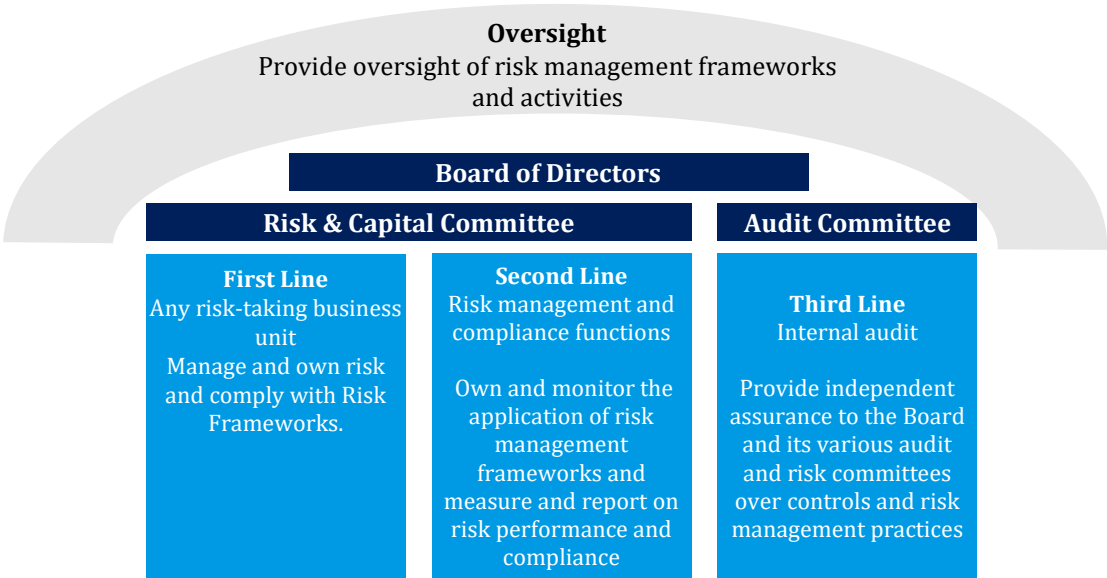 Oversight
Provide oversight of risk management frameworks
and activities
Board of Directors
Risk & Capital Committee
Audit Committee
First Line
Any risk-taking business
unit
Manage and own risk
and comply with Risk
Frameworks.
Second Line
Risk management and
compliance functions
Own and monitor the
application of risk
management
frameworks and
measure and report on
risk performance and
compliance
Third Line
Internal audit
Provide independent
assurance to the Board
and its various audit
and risk committees
over controls and risk
management practices